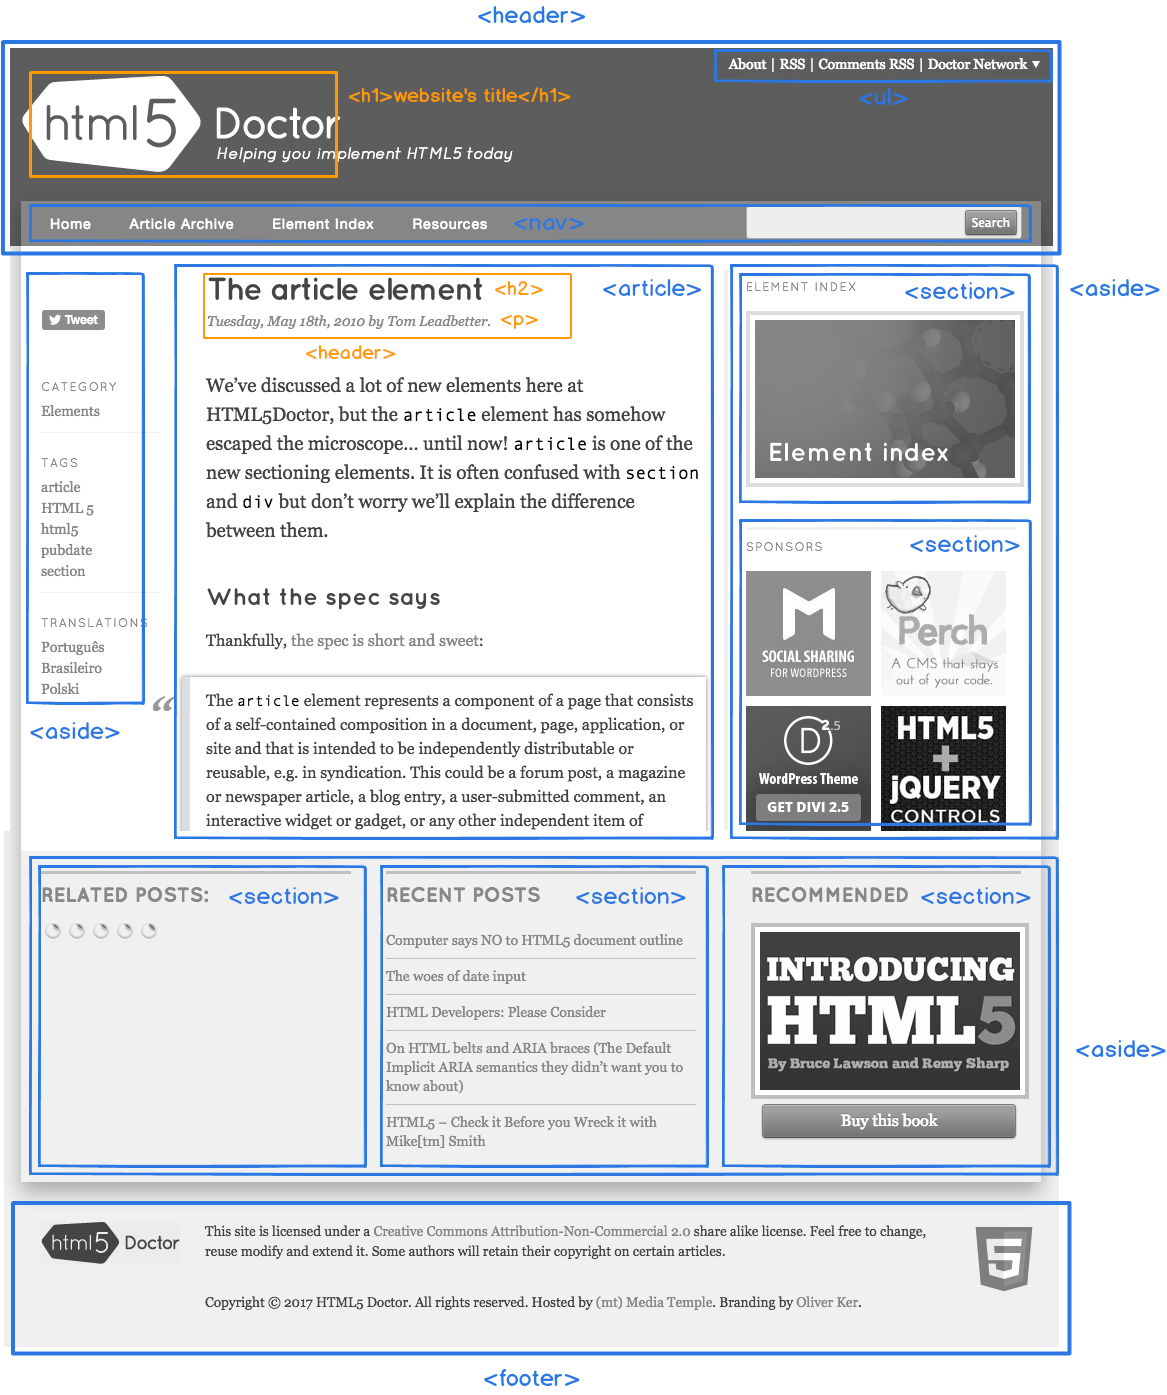 <header>
About | RSS | Comments RSS | Doctor Network ▼
<h1>website's title</h1>
<ul>
html5 Doctor
Helping you implement HTML5 today
Home Article Archive Element Index Resources <nav> Search
The article element <h2>
<article>
Tuesday, May 18th, 2010 by Tom Leadbetter. <p>
<header>
Tweet
CATEGORY
Elements
TAGS
article
HTML 5
html5
pubdate
section
TRANSLATIONS
Português
Brasileiro
Polski
<aside>
We've discussed a lot of new elements here at
HTML5Doctor, but the article element has somehow
escaped the microscope… until now! article is one of the
new sectioning elements. It is often confused with section
and div but don't worry we'll explain the difference
between them.
What the spec says
Thankfully, the spec is short and sweet:
“
The article element represents a component of a page that consists
of a self-contained composition in a document, page, application, or
site and that is intended to be independently distributable or
reusable, e.g. in syndication. This could be a forum post, a magazine
or newspaper article, a blog entry, a user-submitted comment, an
interactive widget or gadget, or any other independent item of
ELEMENT INDEX <section>
<aside>
Element index
SPONSORS <section>
SOCIAL SHARING
FOR WORDPRESS
Perch
A CMS that stays
out of your code.
D 2.5
WordPress Theme
GET DIVI 2.5
HTML5
+
jQUERY
CONTROLS
RELATED POSTS: <section>
RECENT POSTS <section>
Computer says NO to HTML5 document outline
The woes of date input
HTML Developers: Please Consider
On HTML belts and ARIA braces (The Default
Implicit ARIA semantics they didn't want you to
know about)
HTML5 – Check it Before you Wreck it with
Mike[tm] Smith
RECOMMENDED <section>
INTRODUCING
HTML5
By Bruce Lawson and Remy Sharp
Buy this book
<aside>
html5 Doctor
This site is licensed under a Creative Commons Attribution-Non-Commercial 2.0 share alike license. Feel free to change,
reuse modify and extend it. Some authors will retain their copyright on certain articles.
Copyright © 2017 HTML5 Doctor. All rights reserved. Hosted by (mt) Media Temple. Branding by Oliver Ker.
5
<footer>